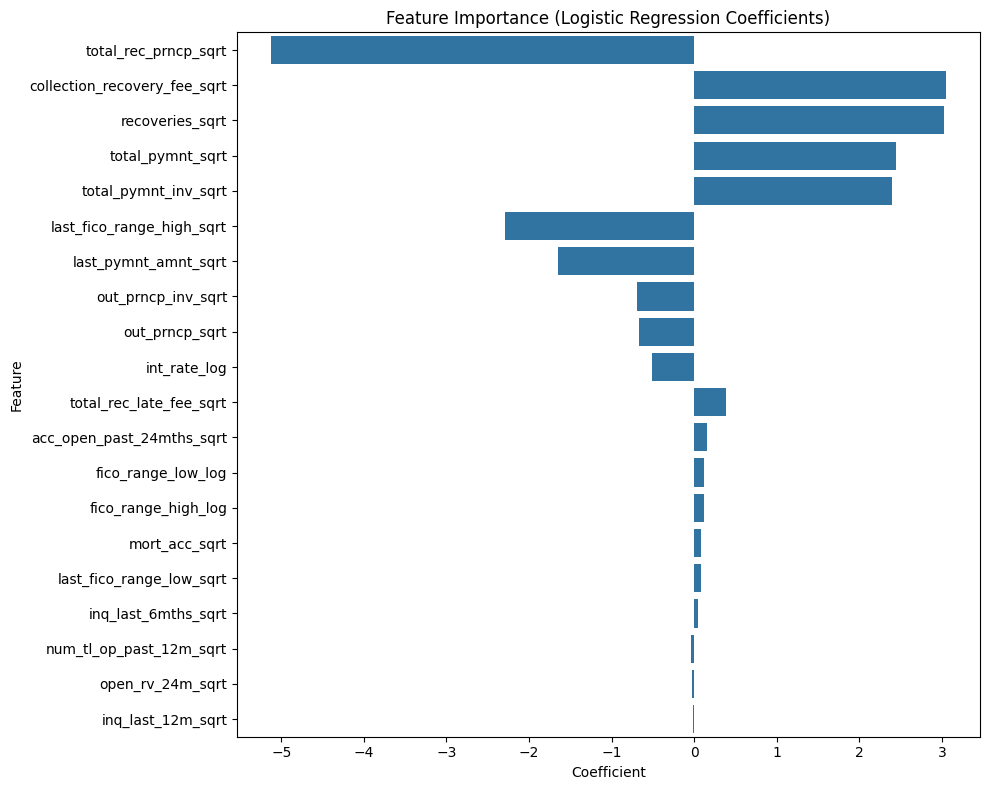 Feature Importance (Logistic Regression Coefficients)
total_rec_prncp_sqrt
collection_recovery_fee_sqrt
recoveries_sqrt
total_pymnt_sqrt
total_pymnt_inv_sqrt
last_fico_range_high_sqrt
last_pymnt_amnt_sqrt
out_prncp_inv_sqrt
out_prncp_sqrt
int_rate_log
total_rec_late_fee_sqrt
acc_open_past_24mths_sqrt
fico_range_low_log
fico_range_high_log
mort_acc_sqrt
last_fico_range_low_sqrt
inq_last_6mths_sqrt
num_tl_op_past_12m_sqrt
open_rv_24m_sqrt
inq_last_12m_sqrt
Feature
−5 −4 −3 −2 −1 0 1 2 3
Coefficient